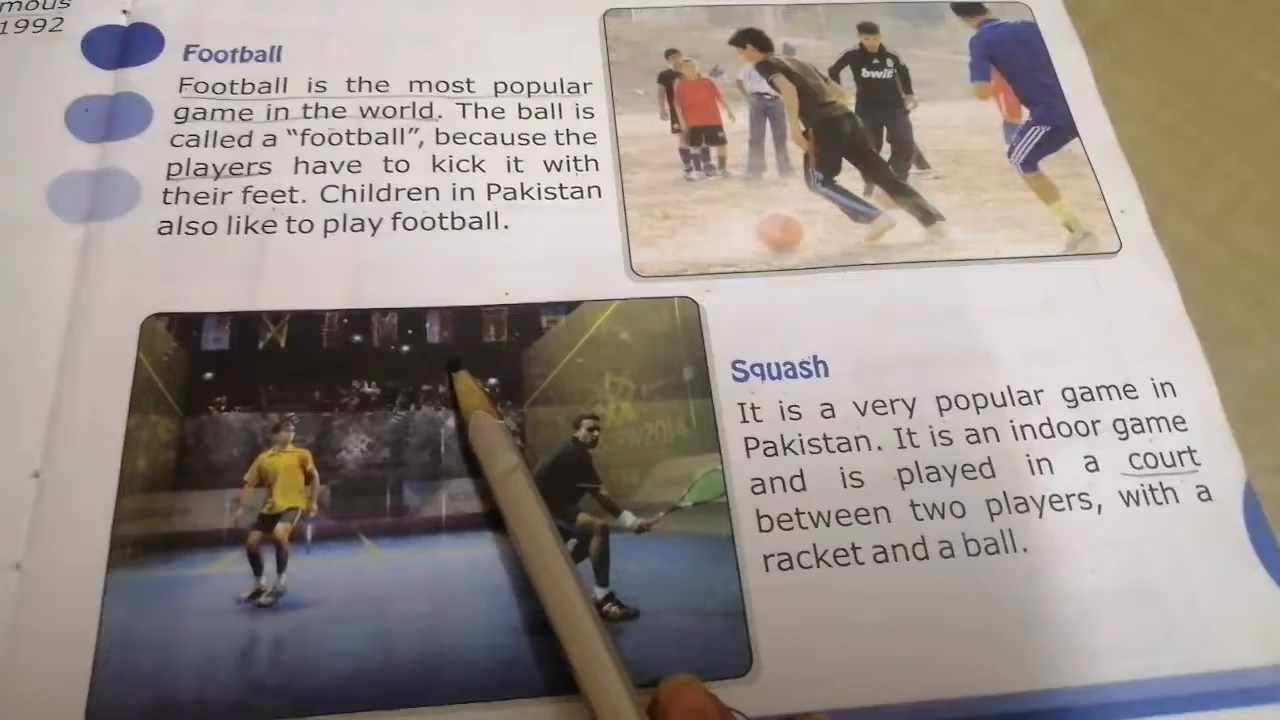 mous
1992
Football
Football is the most popular
game in the world. The ball is
called a “football”, because the
players have to kick it with
their feet. Children in Pakistan
also like to play football.
bwin
Squash
It is a very popular game in
Pakistan. It is an indoor game
and is played in a court
between two players, with a
racket and a ball.